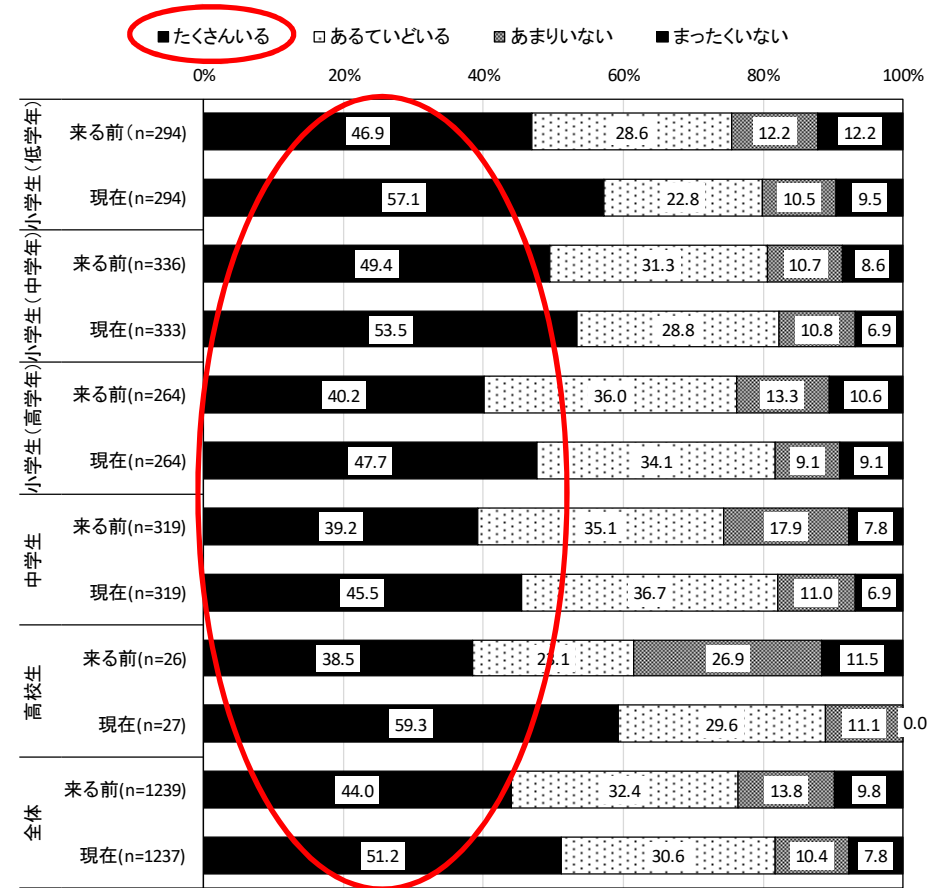 ■たくさんいる □あるていどいる ■あまりいない ■まったくいない
0% 20% 40% 60% 80% 100%
小学生(低学年)
来る前(n=294) 46.9 28.6 12.2 12.2
現在(n=294) 57.1 22.8 10.5 9.5
小学生(中学年)
来る前(n=336) 49.4 31.3 10.7 8.6
現在(n=333) 53.5 28.8 10.8 6.9
小学生(高学年)
来る前(n=264) 40.2 36.0 13.3 10.6
現在(n=264) 47.7 34.1 9.1 9.1
中学生
来る前(n=319) 39.2 35.1 17.9 7.8
現在(n=319) 45.5 36.7 11.0 6.9
高校生
来る前(n=26) 38.5 23.1 26.9 11.5
現在(n=27) 59.3 29.6 11.1 0.0
全体
来る前(n=1239) 44.0 32.4 13.8 9.8
現在(n=1237) 51.2 30.6 10.4 7.8